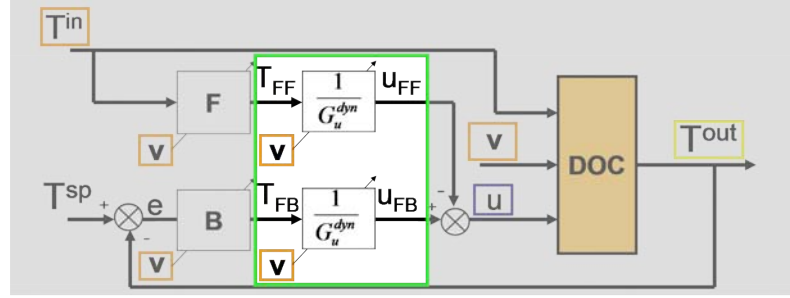 T^in
T_FF
1
G_u^dyn
u_FF
F
v
v
v
DOC
T^out
T^sp
+
e
-
B
T_FB
1
G_u^dyn
u_FB
-
+
u
v
v